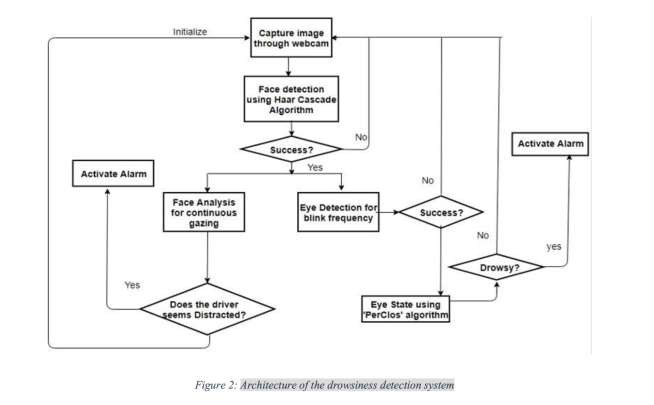 Initialize
Capture image
through webcam
Face detection
using Haar Cascade
Algorithm
No
Success?
Yes
Activate Alarm
Activate Alarm
Face Analysis
for continuous
gazing
Eye Detection for
blink frequency
No
Success?
No
yes
Drowsy?
Yes
Does the driver
seems Distracted?
Eye State using
'PerClos' algorithm
Figure 2: Architecture of the drowsiness detection system